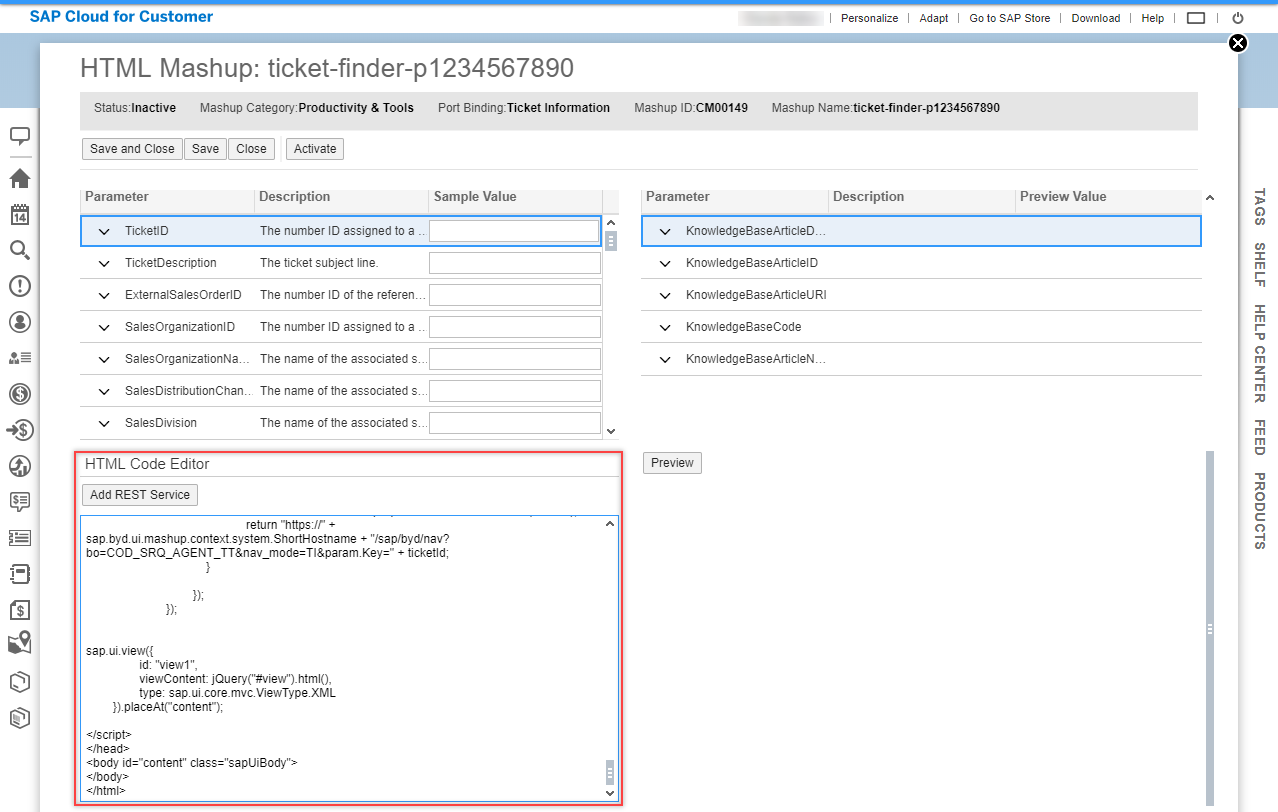 SAP Cloud for Customer
Personalize | Adapt | Go to SAP Store | Download | Help
HTML Mashup: ticket-finder-p1234567890
Status:Inactive Mashup Category:Productivity & Tools Port Binding:Ticket Information Mashup ID:CM00149 Mashup Name:ticket-finder-p1234567890
Save and Close Save Close Activate
Parameter Description Sample Value
TicketID The number ID assigned to a ..
TicketDescription The ticket subject line.
ExternalSalesOrderID The number ID of the referen...
SalesOrganizationID The number ID assigned to a ..
SalesOrganizationNa... The name of the associated s...
SalesDistributionChan... The name of the associated s...
SalesDivision The name of the associated s...
Parameter Description Preview Value
KnowledgeBaseArticleD...
KnowledgeBaseArticleID
KnowledgeBaseArticleURI
KnowledgeBaseCode
KnowledgeBaseArticleN...
HTML Code Editor
Add REST Service
return "https://" +
sap.byd.ui.mashup.context.system.ShortHostname + "/sap/byd/nav?
bo=COD_SRQ_AGENT_TT&nav_mode=TI&param.Key=" + ticketId;
}
});
});
sap.ui.view({
id: "view1",
viewContent: jQuery("#view").html(),
type: sap.ui.core.mvc.ViewType.XML
}).placeAt("content");
</script>
</head>
<body id="content" class="sapUiBody">
</body>
</html>
Preview
14
TAGS
SHELF
HELP CENTER
FEED
PRODUCTS